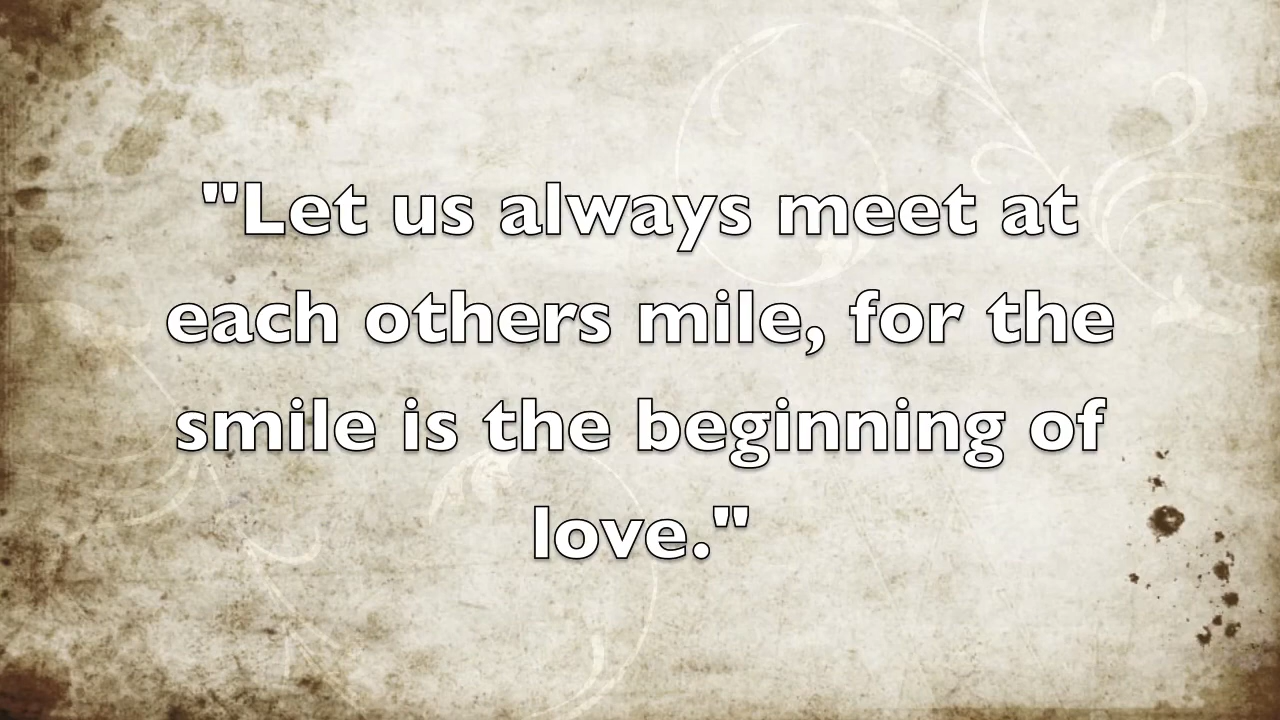 "Let us always meet at
each others mile, for the
smile is the beginning of
love."